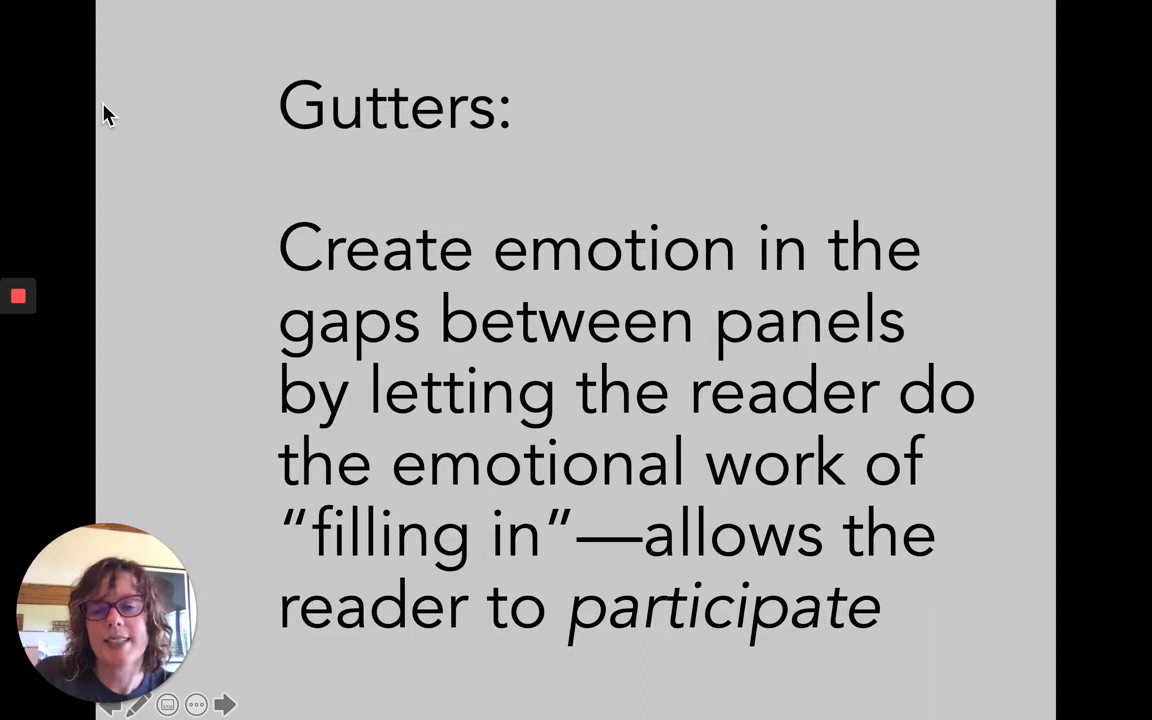 Gutters:
Create emotion in the
gaps between panels
by letting the reader do
the emotional work of
“filling in”—allows the
reader to participate